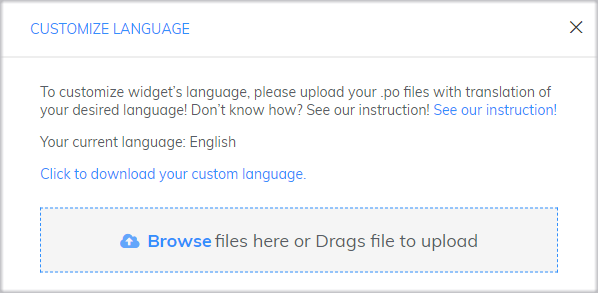 CUSTOMIZE LANGUAGE
To customize widget's language, please upload your .po files with translation of
your desired language! Don't know how? See our instruction! See our instruction!
Your current language: English
Click to download your custom language.
Browse files here or Drags file to upload